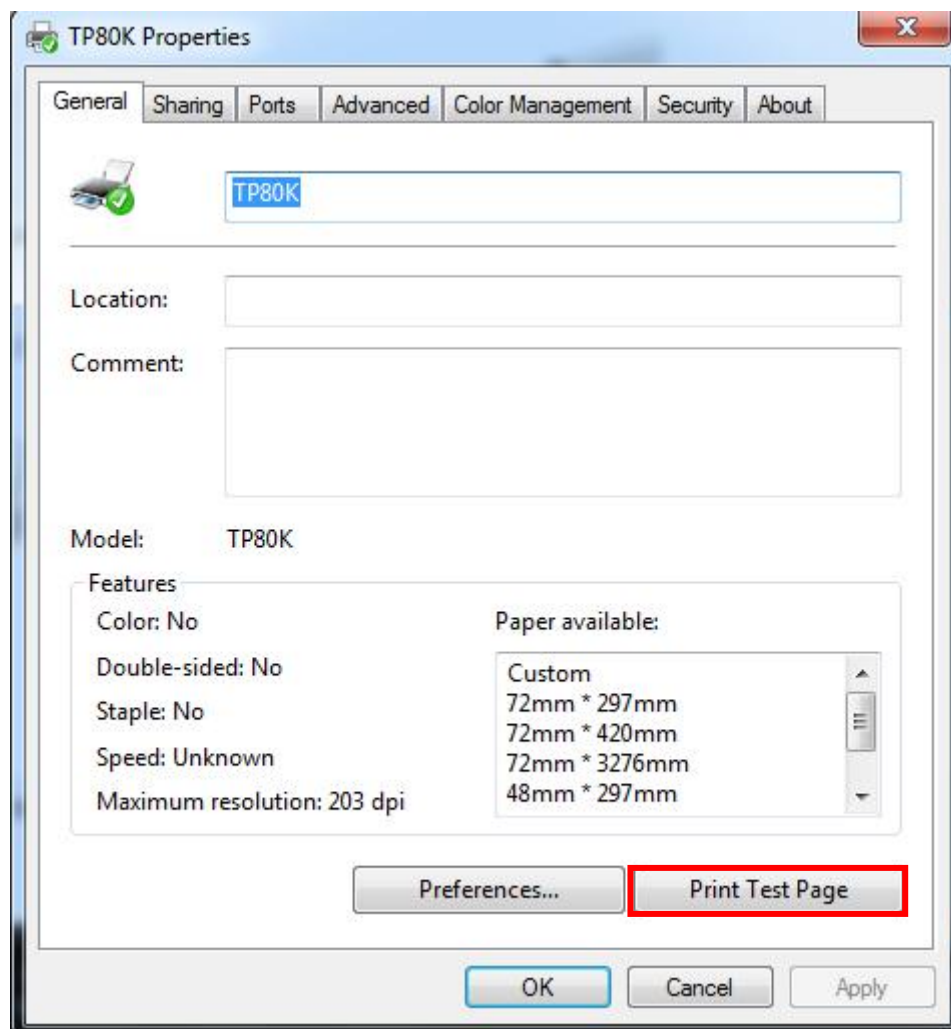 TP80K Properties
General Sharing Ports Advanced Color Management Security About
TP80K
Location:
Comment:
Model: TP80K
Features
Color: No
Paper available:
Double-sided: No
Staple: No
Speed: Unknown
Maximum resolution: 203 dpi
Custom
72mm * 297mm
72mm * 420mm
72mm * 3276mm
48mm * 297mm
Preferences... Print Test Page
OK Cancel Apply